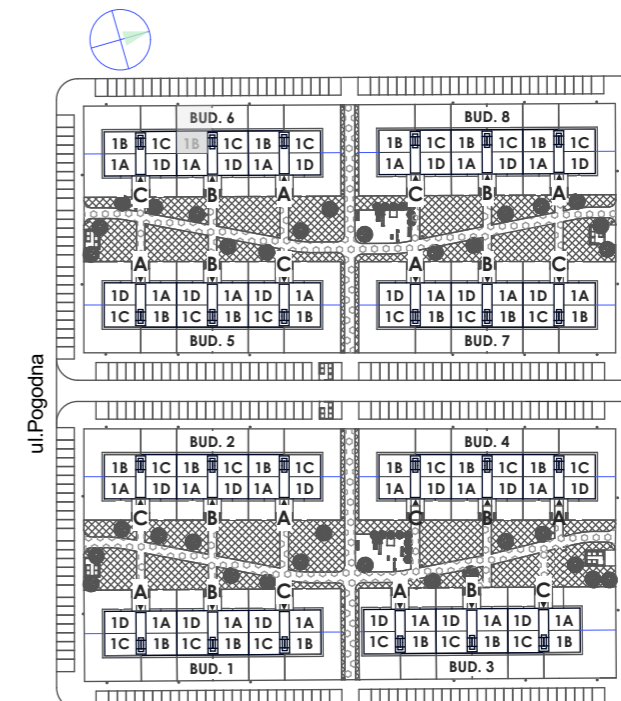 BUD. 6 BUD. 8
1B 1C 1B 1C 1B 1C 1B 1C 1B 1C 1B 1C
1A 1D 1A 1D 1A 1D 1A 1D 1A 1D 1A 1D
C B A C B A
A B C A B C
1D 1A 1D 1A 1D 1A 1D 1A 1D 1A 1D 1A
1C 1B 1C 1B 1C 1B 1C 1B 1C 1B 1C 1B
BUD. 5 BUD. 7
ul.Pogodna
BUD. 2 BUD. 4
1B 1C 1B 1C 1B 1C 1B 1C 1B 1C 1B 1C
1A 1D 1A 1D 1A 1D 1A 1D 1A 1D 1A 1D
C B A C B A
A B C A B C
1D 1A 1D 1A 1D 1A 1D 1A 1D 1A 1D 1A
1C 1B 1C 1B 1C 1B 1C 1B 1C 1B 1C 1B
BUD. 1 BUD. 3